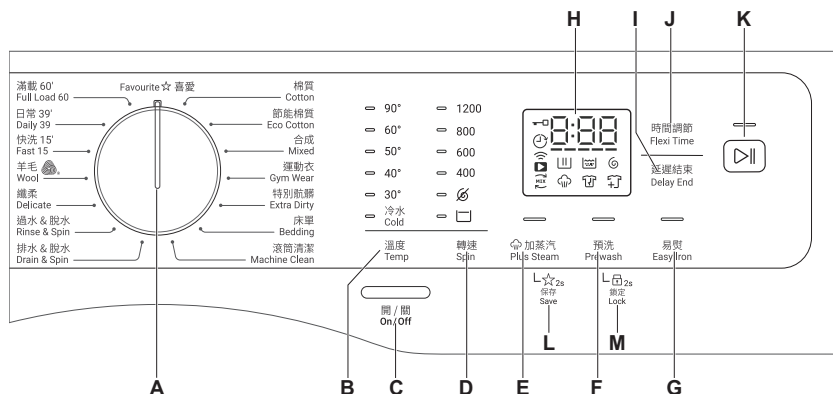 H
I
J
K
Favourite ☆ 喜愛
滿載 60'
Full Load 60
日常 39'
Daily 39
快洗 15'
Fast 15
羊毛
Wool
纖柔
Delicate
過水 & 脫水
Rinse & Spin
排水 & 脫水
Drain & Spin
棉質
Cotton
節能棉質
Eco Cotton
合成
Mixed
運動衣
Gym Wear
特別骯髒
Extra Dirty
床單
Bedding
滾筒清潔
Machine Clean
90°
60°
50°
40°
30°
冷水
Cold
溫度
Temp
1200
800
600
400
轉速
Spin
8:88
MIX
時間調節
Flexi Time
延遲結束
Delay End
加蒸汽
Plus Steam
預洗
Prewash
易熨
Easy Iron
☆ 2s
保存
Save
2s
鎖定
Lock
開 / 關
On/Off
L
M
A
B
C
D
E
F
G